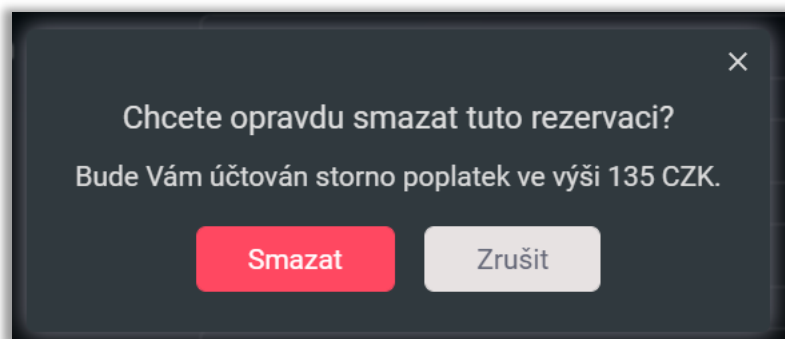 Chcete opravdu smazat tuto rezervaci?
Bude Vám účtován storno poplatek ve výši 135 CZK.
Smazat
Zrušit